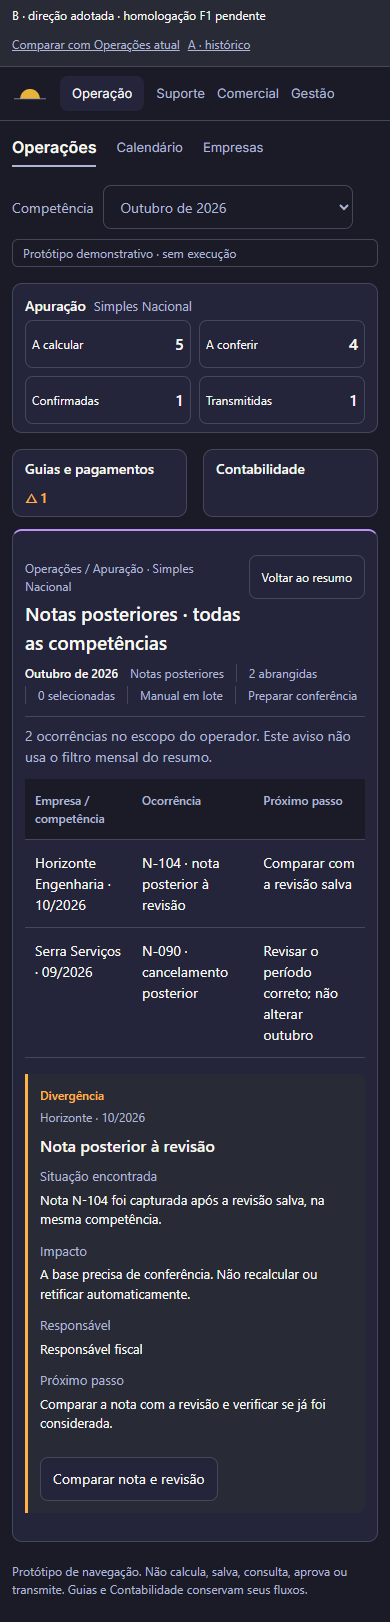 B · direção adotada · homologação F1 pendente
Comparar com Operações atual A · histórico
Operação Suporte Comercial Gestão
Operações Calendário Empresas
Competência Outubro de 2026
Protótipo demonstrativo · sem execução
Apuração Simples Nacional
A calcular 5 A conferir 4
Confirmadas 1 Transmitidas 1
Guias e pagamentos Contabilidade
△ 1
Operações / Apuração · Simples
Nacional
Voltar ao resumo
Notas posteriores · todas
as competências
Outubro de 2026 Notas posteriores 2 abrangidas
0 selecionadas Manual em lote Preparar conferência
2 ocorrências no escopo do operador. Este aviso não
usa o filtro mensal do resumo.
Empresa /
competência
Ocorrência
Próximo passo
Horizonte
Engenharia ·
10/2026
N-104 · nota
posterior à
revisão
Comparar com
a revisão salva
Serra Serviços
· 09/2026
N-090 ·
cancelamento
posterior
Revisar o
período
correto; não
alterar
outubro
Divergência
Horizonte · 10/2026
Nota posterior à revisão
Situação encontrada
Nota N-104 foi capturada após a revisão salva, na
mesma competência.
Impacto
A base precisa de conferência. Não recalcular ou
retificar automaticamente.
Responsável
Responsável fiscal
Próximo passo
Comparar a nota com a revisão e verificar se já foi
considerada.
Comparar nota e revisão
Protótipo de navegação. Não calcula, salva, consulta, aprova ou
transmite. Guias e Contabilidade conservam seus fluxos.